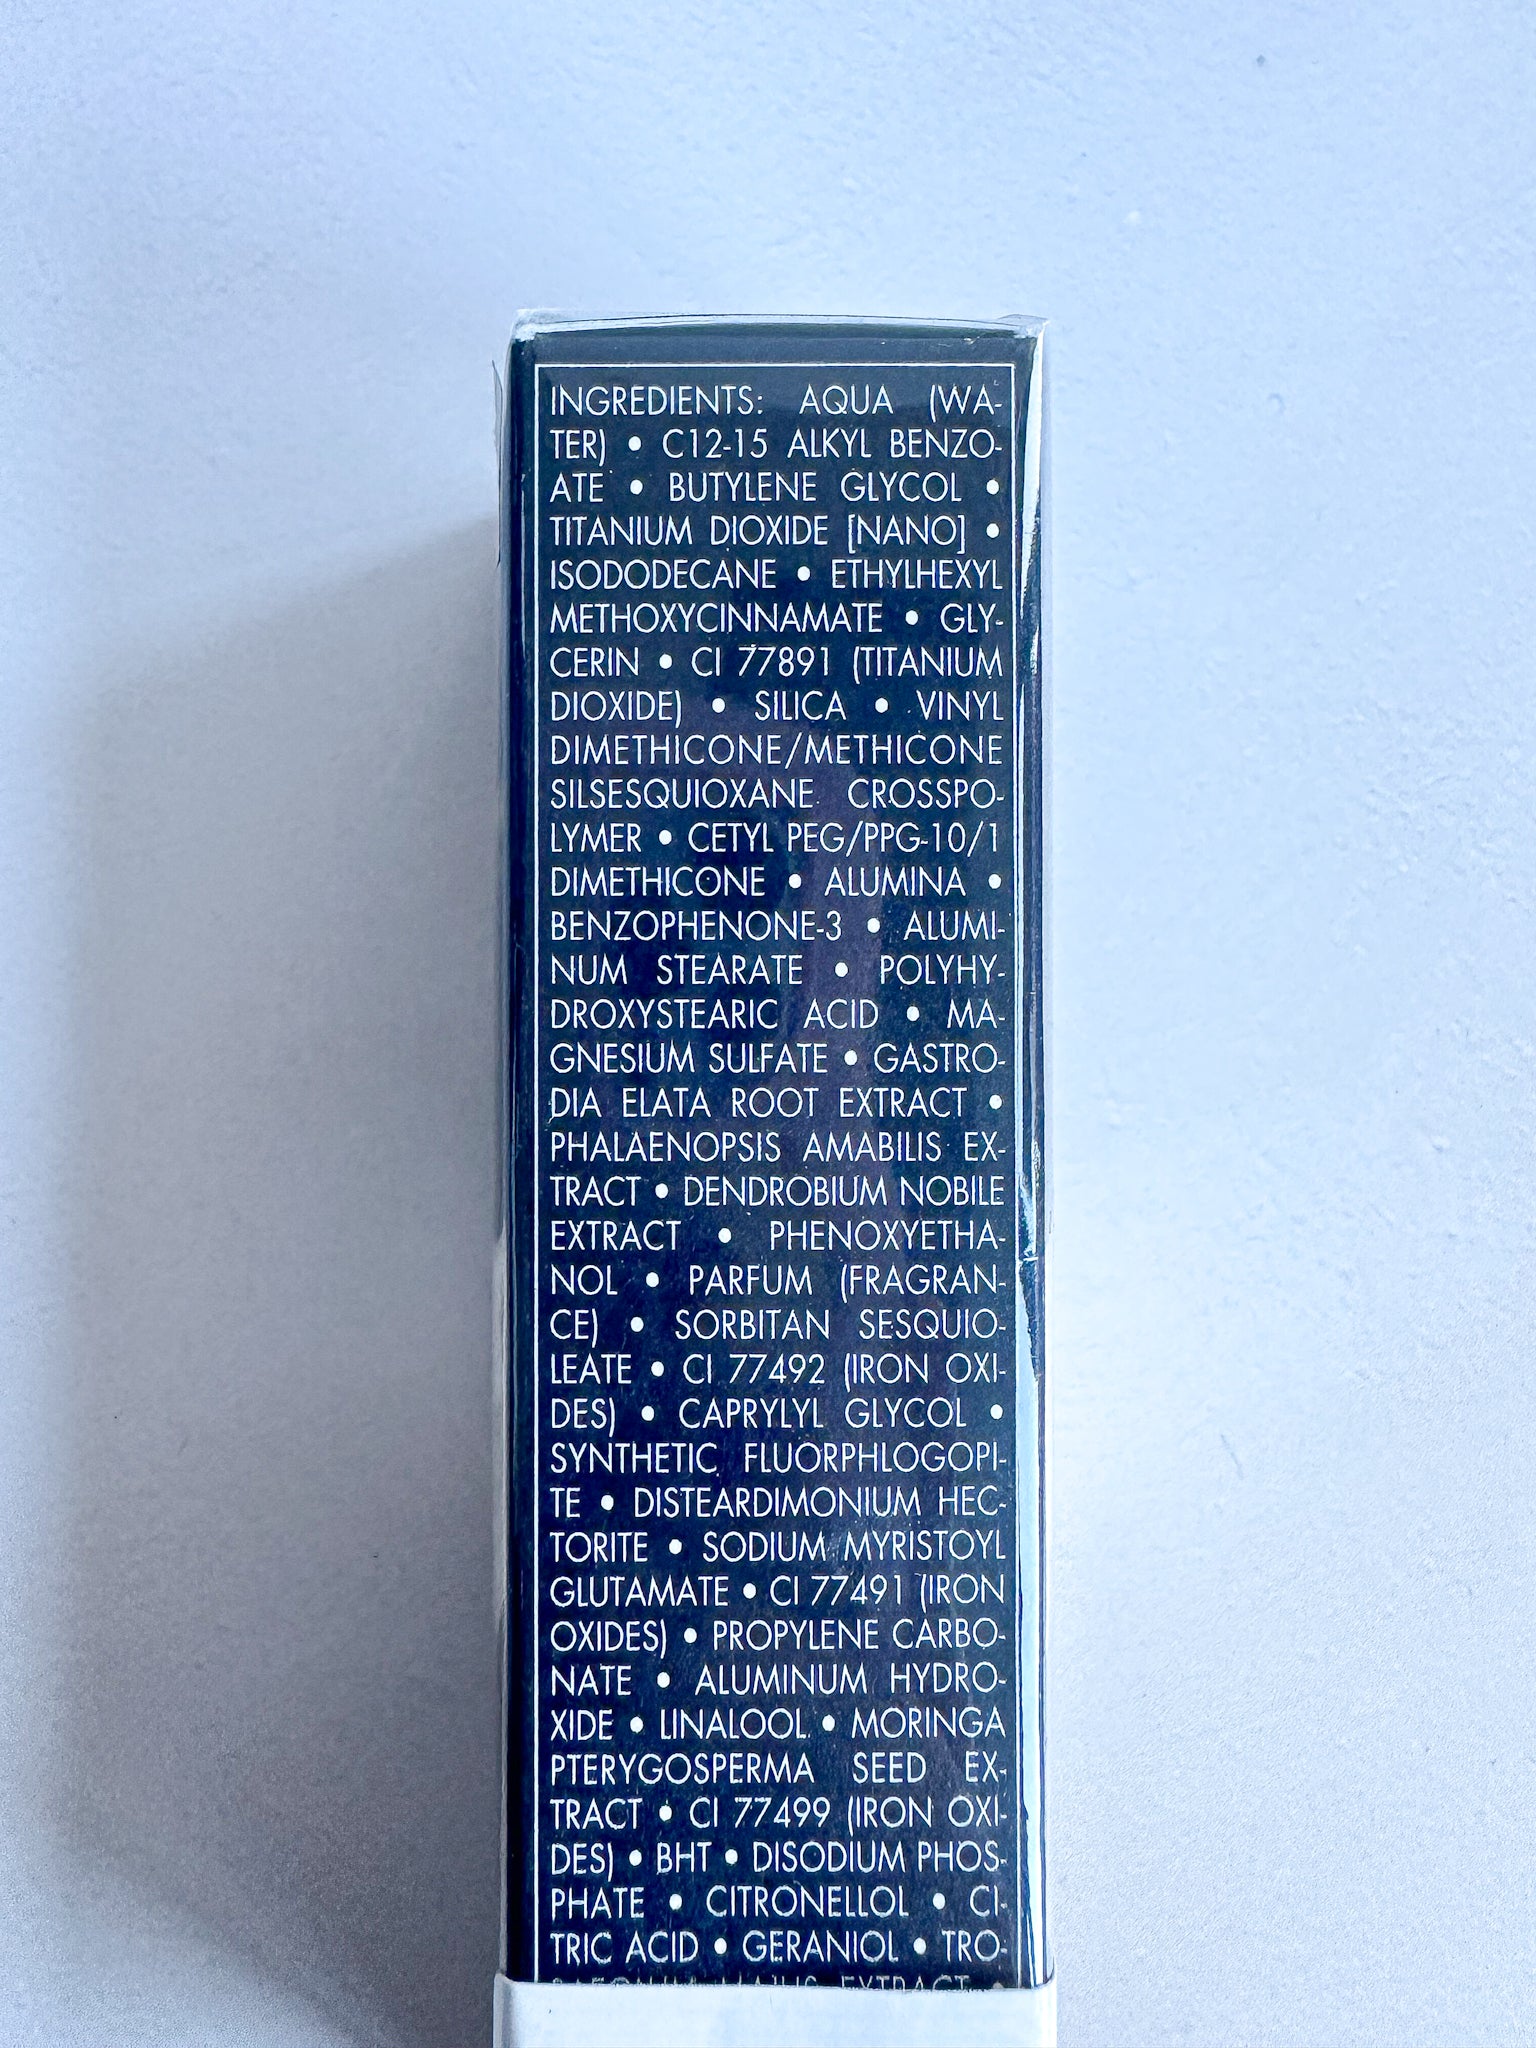 INGREDIENTS: AQUA (WA-
TER) • C12-15 ALKYL BENZO-
ATE • BUTYLENE GLYCOL •
TITANIUM DIOXIDE [NANO] •
ISODODECANE • ETHYLHEXYL
METHOXYCINNAMATE • GLY-
CERIN • CI 77891 (TITANIUM
DIOXIDE) • SILICA • VINYL
DIMETHICONE/METHICONE
SILSESQUIOXANE CROSSPO-
LYMER • CETYL PEG/PPG-10/1
DIMETHICONE • ALUMINA •
BENZOPHENONE-3 • ALUMI-
NUM STEARATE • POLYHY-
DROXYSTEARIC ACID • MA-
GNESIUM SULFATE • GASTRO-
DIA ELATA ROOT EXTRACT •
PHALAENOPSIS AMABILIS EX-
TRACT • DENDROBIUM NOBILE
EXTRACT • PHENOXYETHA-
NOL • PARFUM (FRAGRAN-
CE) • SORBITAN SESQUIO-
LEATE • CI 77492 (IRON OXI-
DES) • CAPRYLYL GLYCOL •
SYNTHETIC FLUORPHLOGOPI-
TE • DISTEARDIMONIUM HEC-
TORITE • SODIUM MYRISTOYL
GLUTAMATE • CI 77491 (IRON
OXIDES) • PROPYLENE CARBO-
NATE • ALUMINUM HYDRO-
XIDE • LINALOOL • MORINGA
PTERYGOSPERMA SEED EX-
TRACT • CI 77499 (IRON OXI-
DES) • BHT • DISODIUM PHOS-
PHATE • CITRONELLOL • CI-
TRIC ACID • GERANIOL • TRO-
EXTRACT •